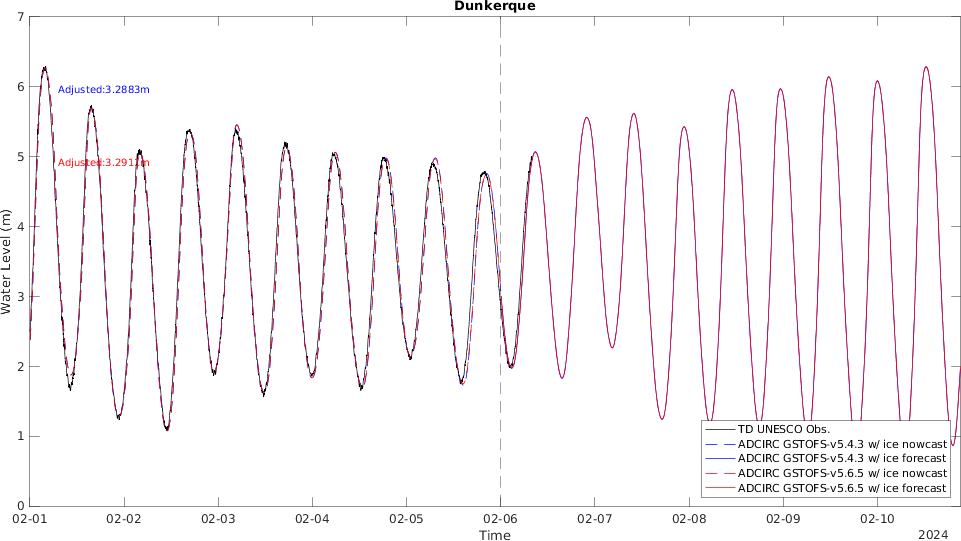 Dunkerque
7
6
5
4
3
2
1
0
Water Level (m)
Adjusted:3.2883m
02-01
02-02
02-03
02-04
02-05
02-06
02-07
02-08
02-09
02-10
Time
2024
TD UNESCO Obs.
ADCIRC GSTOFS-v5.4.3 w/ ice nowcast
ADCIRC GSTOFS-v5.4.3 w/ ice forecast
ADCIRC GSTOFS-v5.6.5 w/ ice nowcast
ADCIRC GSTOFS-v5.6.5 w/ ice forecast